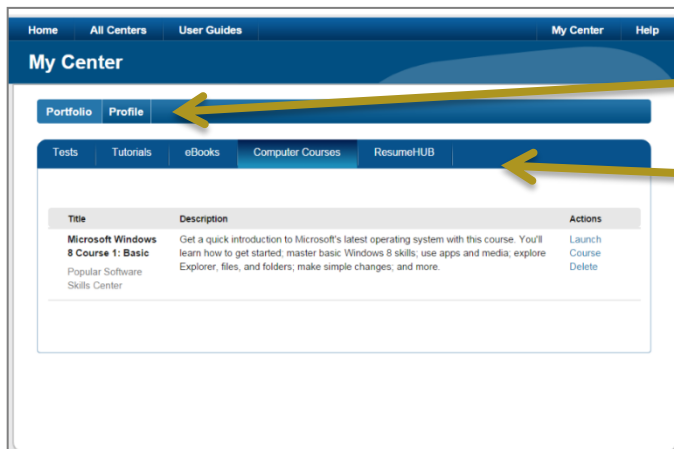 Home All Centers User Guides My Center Help
My Center
Portfolio Profile
Tests Tutorials eBooks Computer Courses ResumeHUB
Title Description Actions
Microsoft Windows Get a quick introduction to Microsoft's latest operating system with this course. You'll Launch
8 Course 1: Basic learn how to get started; master basic Windows 8 skills; use apps and media; explore Course
Popular Software Explorer, files, and folders; make simple changes; and more. Delete
Skills Center